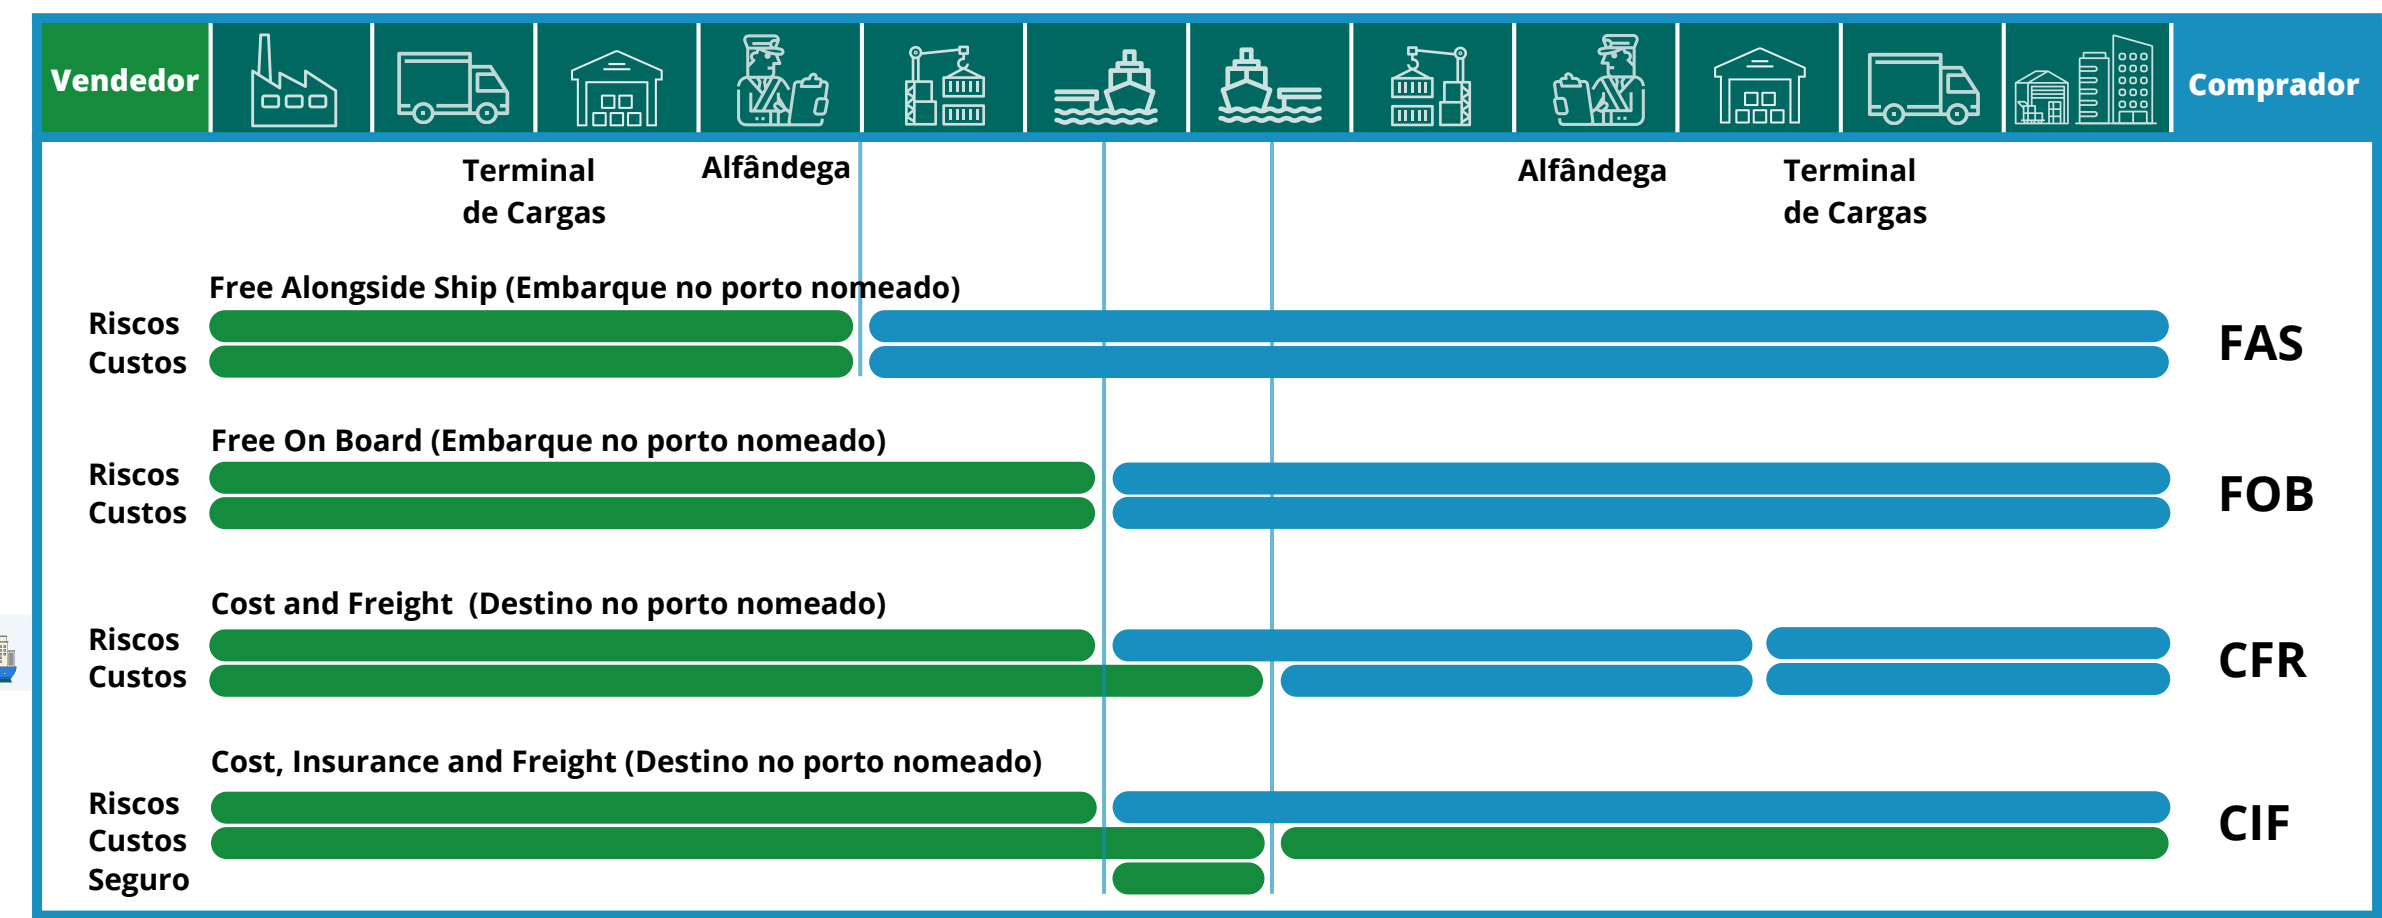 Vendedor
Comprador
Terminal
de Cargas
Alfândega
Alfândega
Terminal
de Cargas
Free Alongside Ship (Embarque no porto nomeado)
Riscos
Custos
FAS
Free On Board (Embarque no porto nomeado)
Riscos
Custos
FOB
Cost and Freight  (Destino no porto nomeado)
Riscos
Custos
CFR
Cost, Insurance and Freight (Destino no porto nomeado)
Riscos
Custos
Seguro
CIF